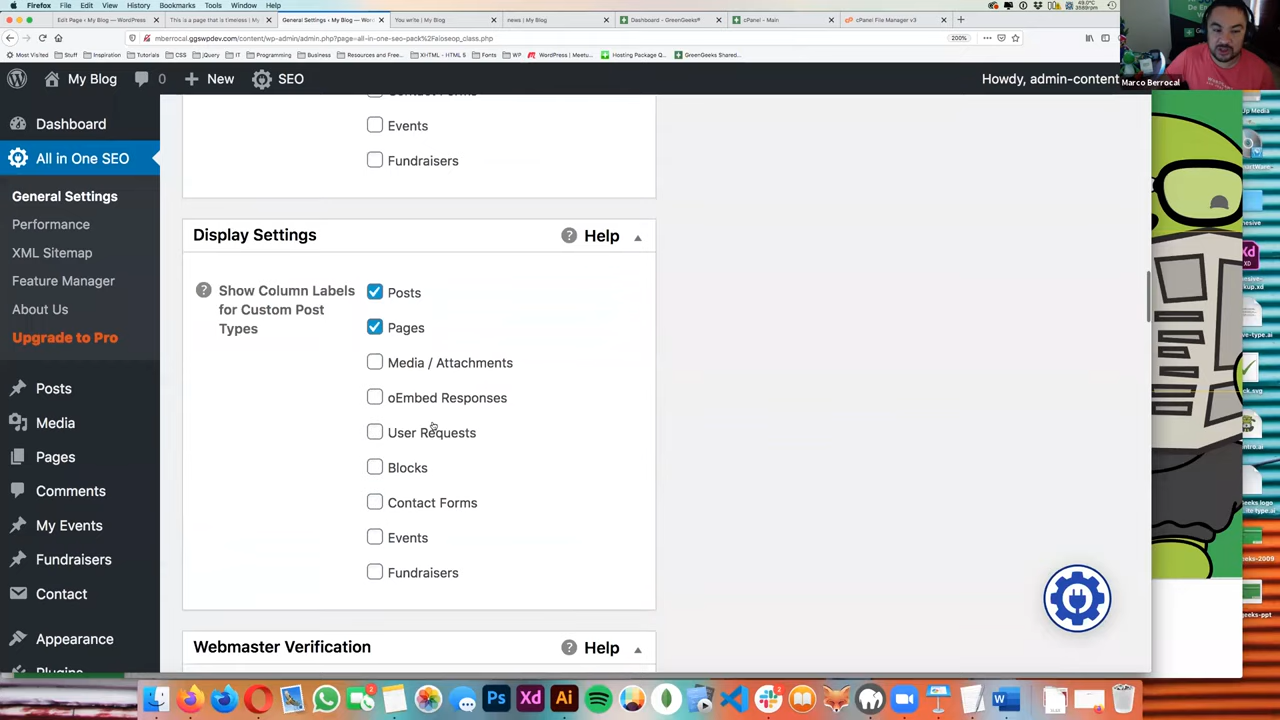 Firefox File Edit View History Bookmarks Tools Window Help
Edit Page ‹ My Blog — WordPress
This is a page that is timeless | My
General Settings ‹ My Blog — Wor
You write | My Blog
news | My Blog
Dashboard - GreenGeeks®
cPanel - Main
cPanel File Manager v3
mberrocal.ggswpdev.com/content/wp-admin/admin.php?page=all-in-one-seo-pack%2Faioseop_class.php
200%
Most Visited Stuff Inspiration Tutorials CSS jQuery IT Programming Business Resources and Free... XHTML - HTML 5 Fonts WP WordPress | Meetu... Hosting Package Q... GreenGeeks Shared...
Marco Berrocal
My Blog 0 New SEO
Howdy, admin-content
Dashboard
All in One SEO
General Settings
Performance
XML Sitemap
Feature Manager
About Us
Upgrade to Pro
Posts
Media
Pages
Comments
My Events
Fundraisers
Contact
Appearance
Plugins
Contact Forms
Events
Fundraisers
Display Settings
Help
Show Column Labels
for Custom Post
Types
Posts
Pages
Media / Attachments
oEmbed Responses
User Requests
Blocks
Contact Forms
Events
Fundraisers
Webmaster Verification
Help